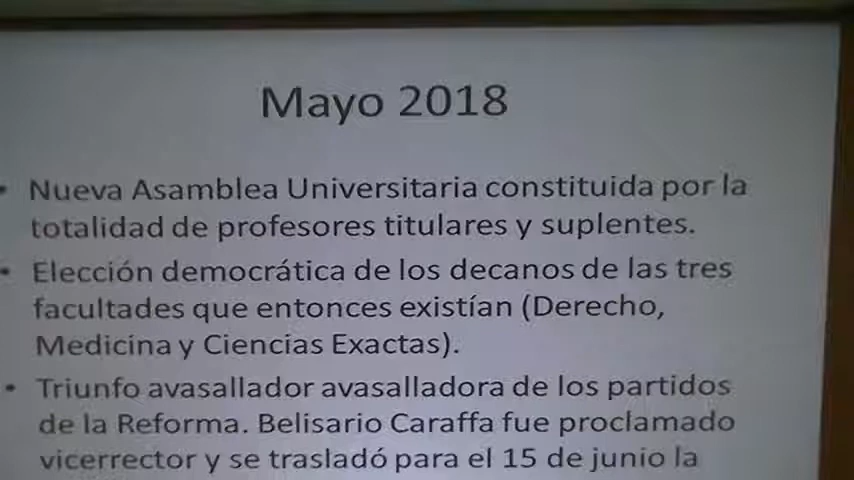 Mayo 2018
• Nueva Asamblea Universitaria constituida por la
totalidad de profesores titulares y suplentes.
• Elección democrática de los decanos de las tres
facultades que entonces existían (Derecho,
Medicina y Ciencias Exactas).
• Triunfo avasallador avasalladora de los partidos
de la Reforma. Belisario Caraffa fue proclamado
vicerrector y se trasladó para el 15 de junio la